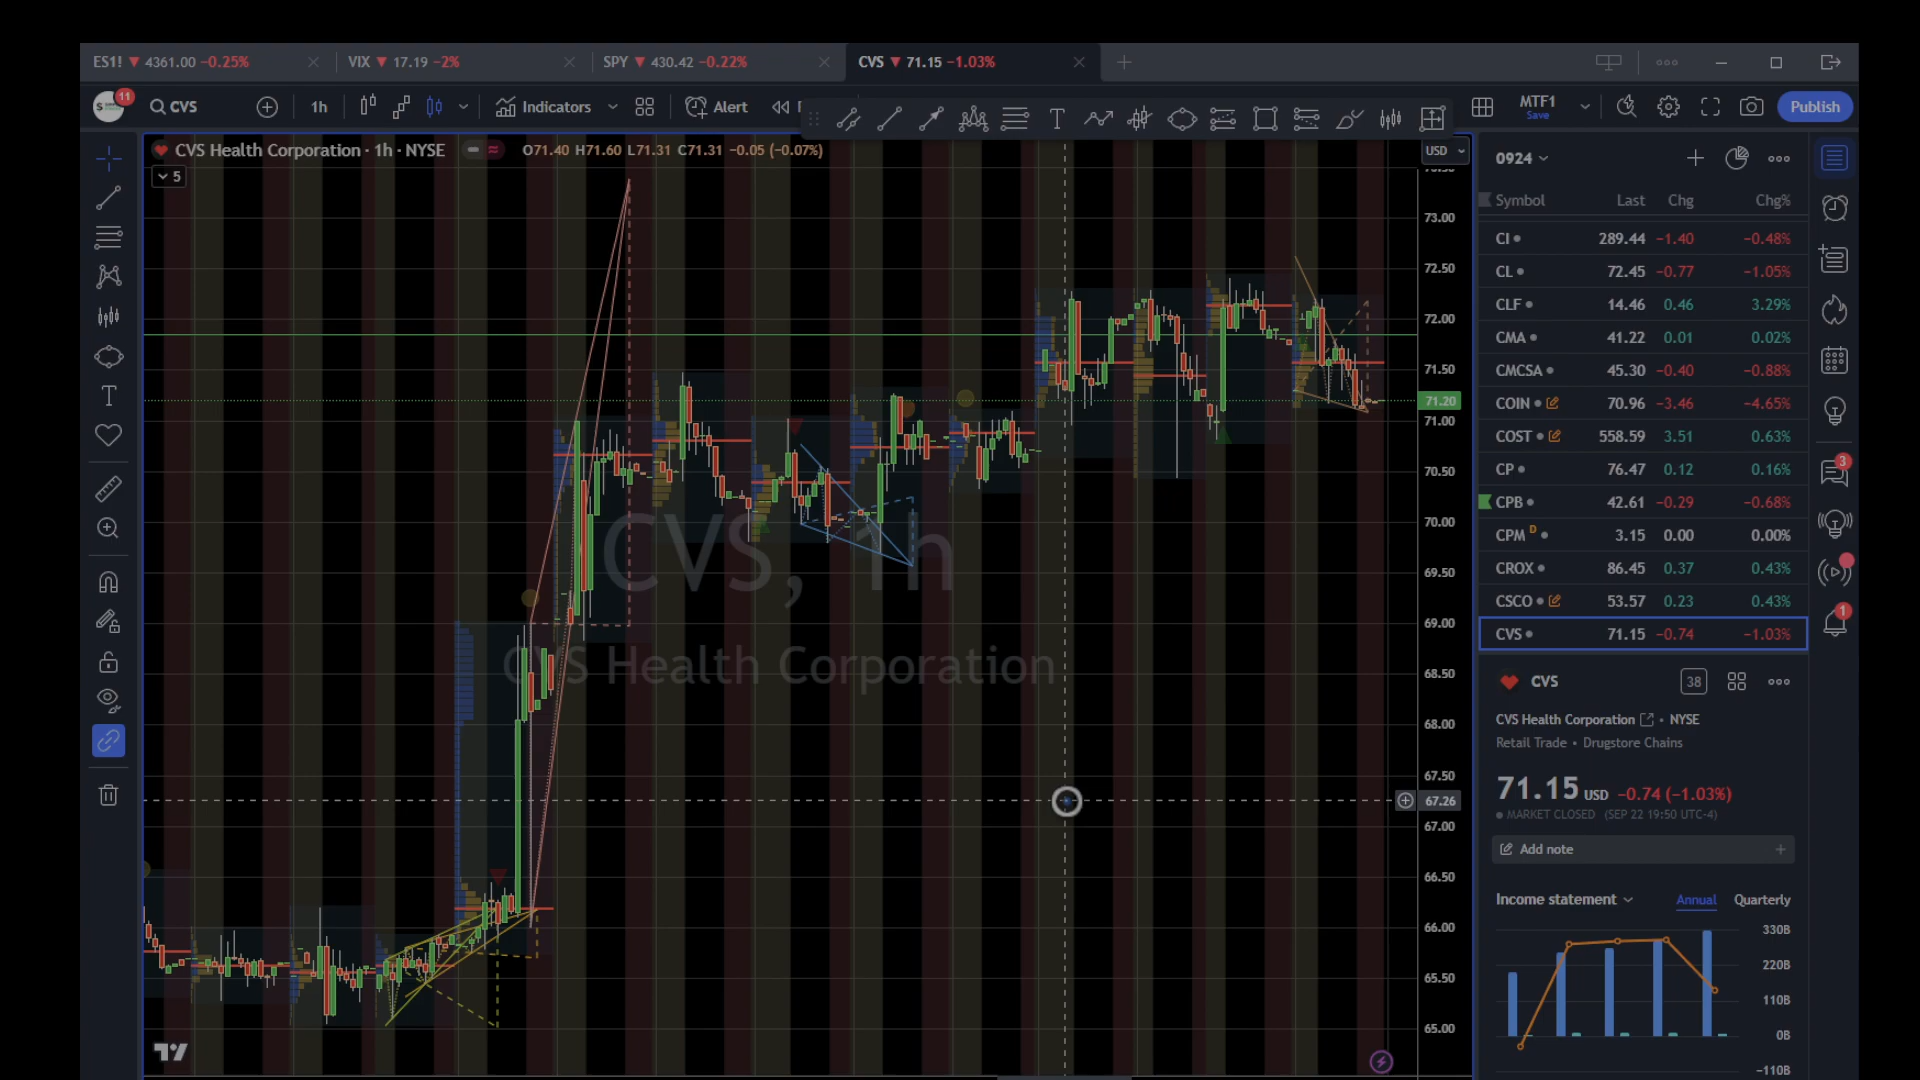 ES1! ▼ 4361.00 −0.25%
VIX ▼ 17.19 −2%
SPY ▼ 430.42 −0.22%
CVS ▼ 71.15 −1.03%
11
CVS
1h
Indicators
Alert
MTF1
Save
Publish
CVS Health Corporation · 1h · NYSE
O71.40 H71.60 L71.31 C71.31 −0.05 (−0.07%)
5
USD
73.00
72.50
72.00
71.50
71.20
71.00
70.50
70.00
69.50
69.00
68.50
68.00
67.50
67.26
67.00
66.50
66.00
65.50
65.00
CVS, 1h
CVS Health Corporation
0924
Symbol Last Chg Chg%
CI 289.44 −1.40 −0.48%
CL 72.45 −0.77 −1.05%
CLF 14.46 0.46 3.29%
CMA 41.22 0.01 0.02%
CMCSA 45.30 −0.40 −0.88%
COIN 70.96 −3.46 −4.65%
COST 558.59 3.51 0.63%
CP 76.47 0.12 0.16%
CPB 42.61 −0.29 −0.68%
CPM D 3.15 0.00 0.00%
CROX 86.45 0.37 0.43%
CSCO 53.57 0.23 0.43%
CVS 71.15 −0.74 −1.03%
CVS
38
CVS Health Corporation • NYSE
Retail Trade • Drugstore Chains
71.15 USD −0.74 (−1.03%)
MARKET CLOSED (SEP 22 19:50 UTC-4)
Add note
Income statement
Annual
Quarterly
330B
220B
110B
0B
−110B
3
1